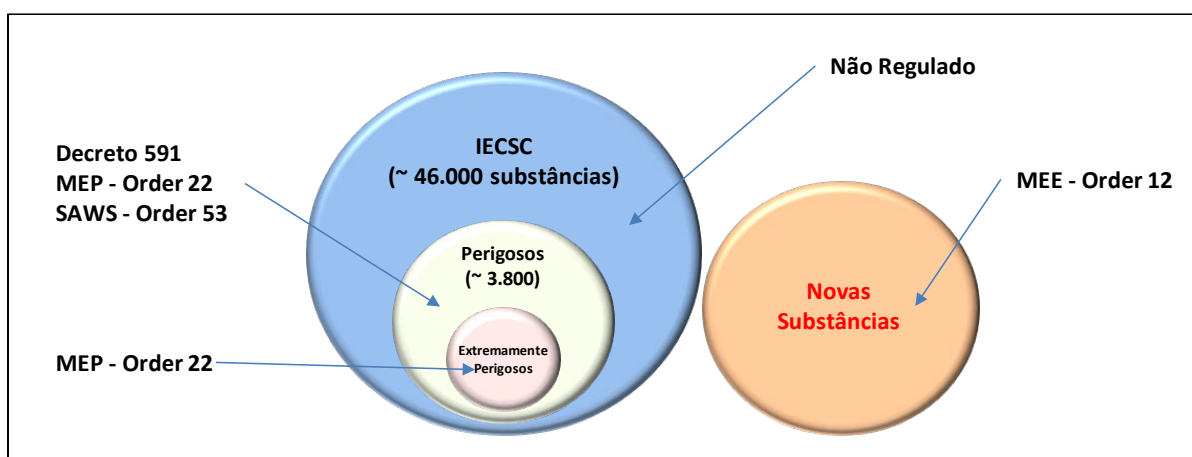 Não Regulado
IECSC
(~ 46.000 substâncias)
Decreto 591
MEP - Order 22
SAWS - Order 53
MEE - Order 12
Perigosos
(~ 3.800)
Novas
Substâncias
Extremamente
Perigosos
MEP - Order 22